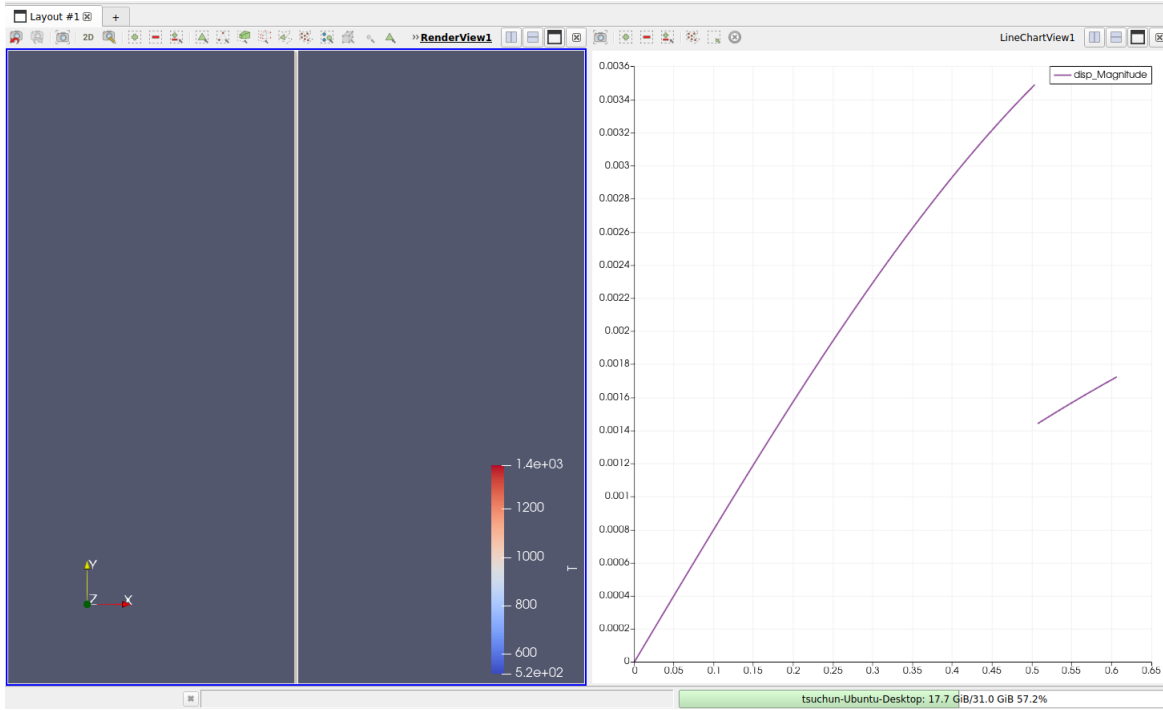 Layout #1
+
2D
»RenderView1
LineChartView1
disp_Magnitude
0.0036
0.0034
0.003
0.0028
0.0026
0.0024
0.0022
0.002
0.0018
0.0016
0.0014
0.0012
0.001
0.0008
0.0006
0.0004
0.0002
0
0 0.05 0.1 0.15 0.2 0.25 0.3 0.35 0.4 0.45 0.5 0.55 0.6 0.65
1.4e+03
1200
1000
800
600
5.2e+02
T
Y
Z X
tsuchun-Ubuntu-Desktop: 17.7 GiB/31.0 GiB 57.2%